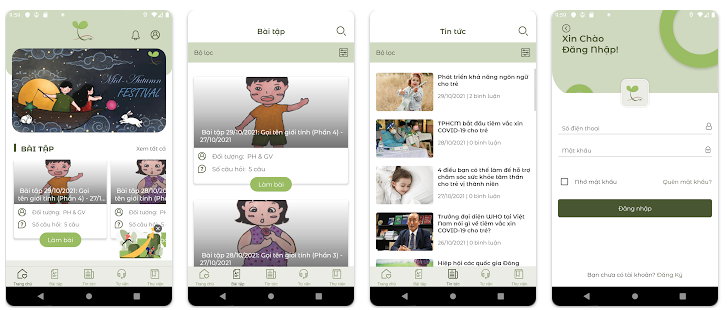 4:59
Mid-Autumn
FESTIVAL
BÀI TẬP
Xem tất cả
Bài tập 29/10/2021: Gọi
tên giới tính (Phần 4) - 27/1
Đối tượng: PH & GV
Số câu hỏi: 5 câu
Làm bài
Trang chủ
Bài tập
Tin tức
Tư vấn
Thư viện
Bài tập
Bộ lọc
Bài tập 29/10/2021: Gọi tên giới tính (Phần 4) -
27/10/2021
Đối tượng: PH & GV
Số câu hỏi: 5 câu
Làm bài
Bài tập 28/10/2021: Gọi tên giới tính (Phần 3)
- 27/10/2021
Trang chủ
Bài tập
Tin tức
Tư vấn
Thư viện
Tin tức
Bộ lọc
Phát triển khả năng ngôn ngữ
cho trẻ
29/10/2021 | 2 bình luận
TPHCM bắt đầu tiêm vắc xin
COVID-19 cho trẻ
28/10/2021 | 0 bình luận
4 điều bạn có thể làm để hỗ trợ
chăm sóc sức khỏe tâm thần
cho trẻ vị thành niên
27/10/2021 | 0 bình luận
Trưởng đại diện WHO tại Việt
Nam nói gì về tiêm vắc xin
COVID-19 cho trẻ?
26/10/2021 | 0 bình luận
Hiệp hội các quốc gia Đông
Trang chủ
Bài tập
Tin tức
Tư vấn
Thư viện
Xin Chào
Đăng Nhập!
Số điện thoại
Mật khẩu
Nhớ mật khẩu
Quên mật khẩu?
Đăng nhập
Bạn chưa có tài khoản? Đăng Ký